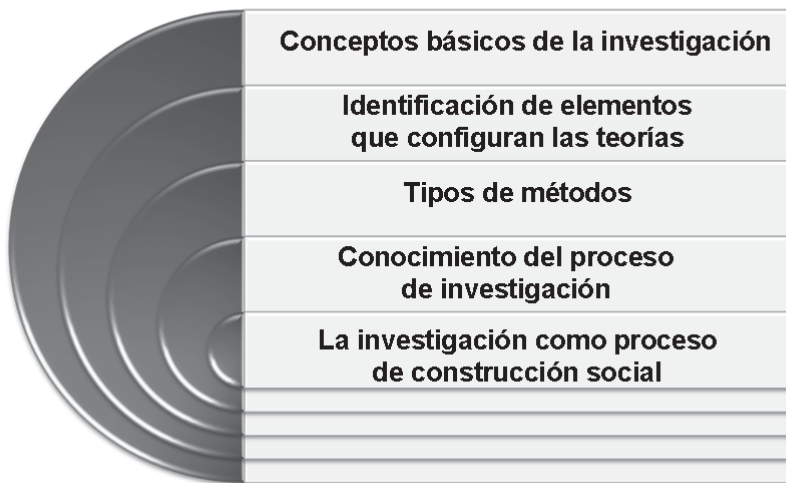 Conceptos básicos de la investigación
Identificación de elementos
que configuran las teorías
Tipos de métodos
Conocimiento del proceso
de investigación
La investigación como proceso
de construcción social